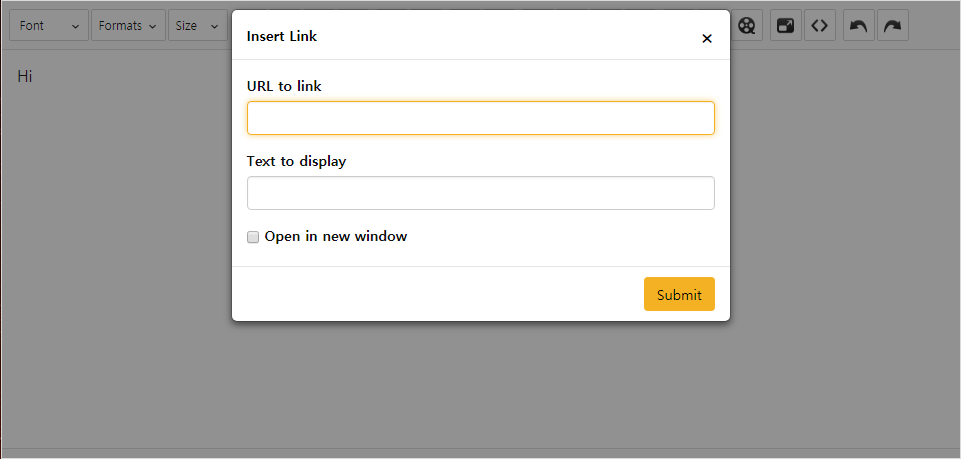 Font Formats Size
Hi
Insert Link
URL to link
Text to display
Open in new window
Submit